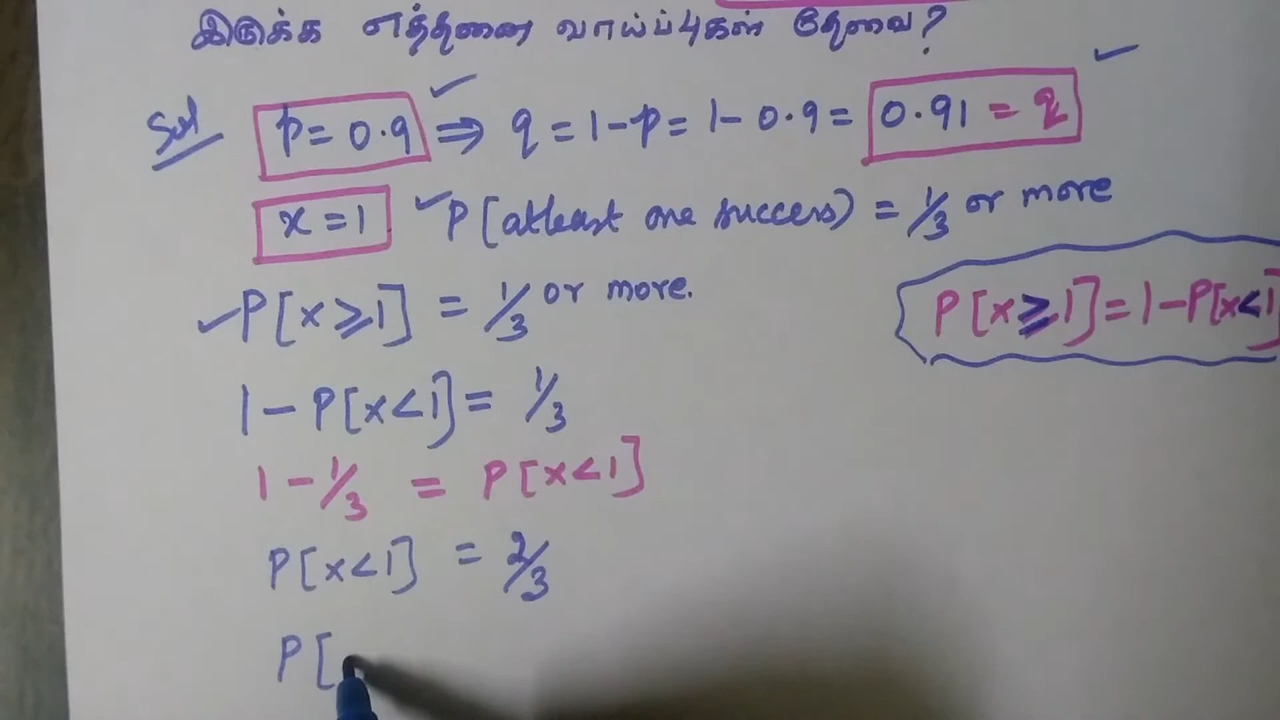 இருக்க எத்தனை வாய்ப்புகள் தேவை?
Sol p = 0.9 ⇒ q = 1 - p = 1 - 0.9 = 0.91 = q
x = 1 P[atleast one success) = 1/3 or more
P[x ≥ 1] = 1/3 or more.
P[x ≥ 1] = 1 - P[x < 1]
1 - P[x < 1] = 1/3
1 - 1/3 = P[x < 1]
P[x < 1] = 2/3
P[